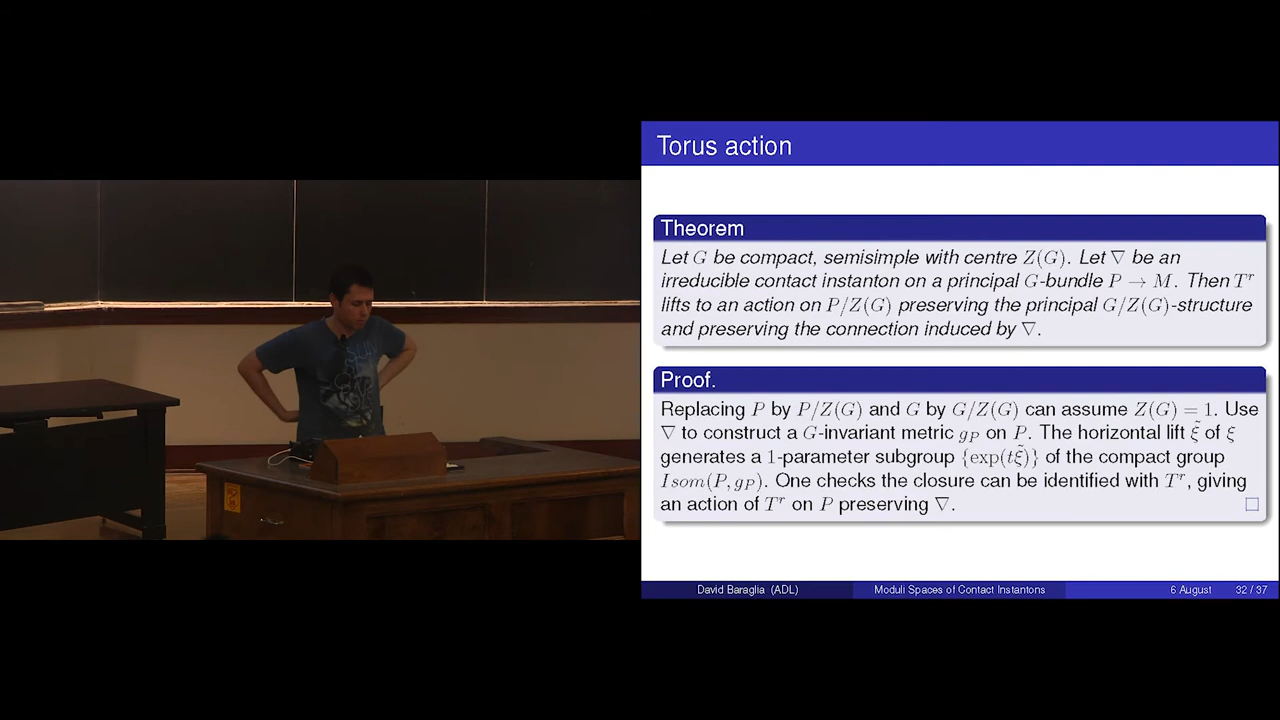 Torus action
Theorem
Let G be compact, semisimple with centre Z(G). Let ∇ be an
irreducible contact instanton on a principal G-bundle P → M. Then T^r
lifts to an action on P/Z(G) preserving the principal G/Z(G)-structure
and preserving the connection induced by ∇.
Proof.
Replacing P by P/Z(G) and G by G/Z(G) can assume Z(G) = 1. Use
∇ to construct a G-invariant metric g_P on P. The horizontal lift ξ̃ of ξ
generates a 1-parameter subgroup {exp(tξ̃)} of the compact group
Isom(P, g_P). One checks the closure can be identified with T^r, giving
an action of T^r on P preserving ∇.
David Baraglia (ADL) Moduli Spaces of Contact Instantons 6 August 32 / 37